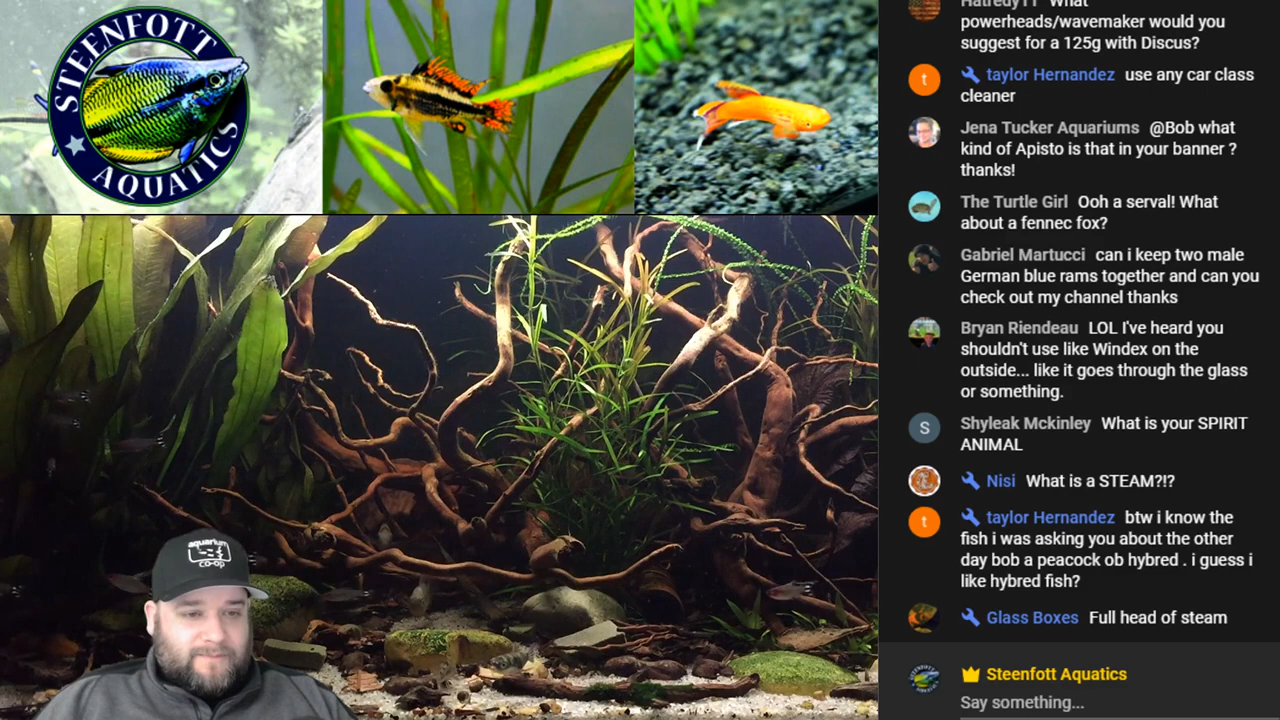 STEENFOTT
AQUATICS
aquarium
co-op
Hatredy11 What
powerheads/wavemaker would you
suggest for a 125g with Discus?
taylor Hernandez use any car class
cleaner
Jena Tucker Aquariums @Bob what
kind of Apisto is that in your banner ?
thanks!
The Turtle Girl Ooh a serval! What
about a fennec fox?
Gabriel Martucci can i keep two male
German blue rams together and can you
check out my channel thanks
Bryan Riendeau LOL I've heard you
shouldn't use like Windex on the
outside... like it goes through the glass
or something.
S
Shyleak Mckinley What is your SPIRIT
ANIMAL
Nisi What is a STEAM?!?
t
taylor Hernandez btw i know the
fish i was asking you about the other
day bob a peacock ob hybred . i guess i
like hybred fish?
Glass Boxes Full head of steam
Steenfott Aquatics
Say something...